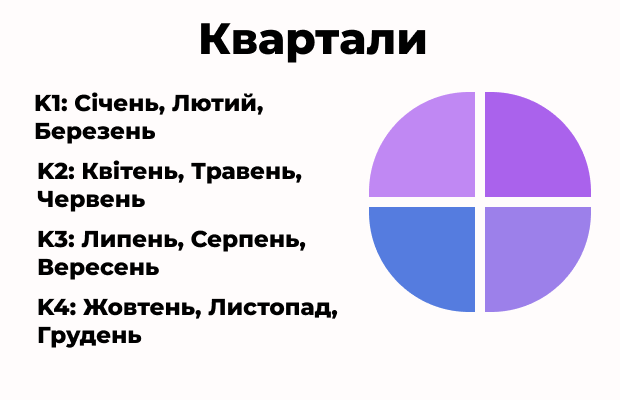 Квартали
К1: Січень, Лютий,
Березень
К2: Квітень, Травень,
Червень
К3: Липень, Серпень,
Вересень
К4: Жовтень, Листопад,
Грудень